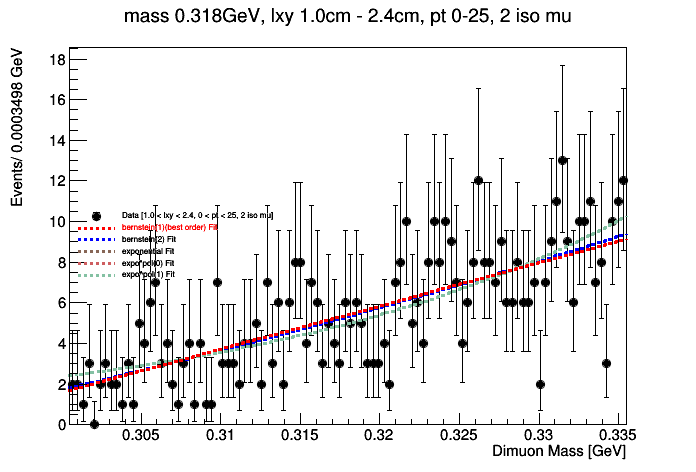 mass 0.318GeV, lxy 1.0cm - 2.4cm, pt 0-25, 2 iso mu
Events/ 0.0003498 GeV
18
16
14
12
10
8
6
4
2
0
Data [1.0 < lxy < 2.4, 0 < pt < 25, 2 iso mu]
bernstein(1)(best order) Fit
bernstein(2) Fit
exponential Fit
expo*pol(0) Fit
expo*pol(1) Fit
0.305 0.31 0.315 0.32 0.325 0.33 0.335
Dimuon Mass [GeV]